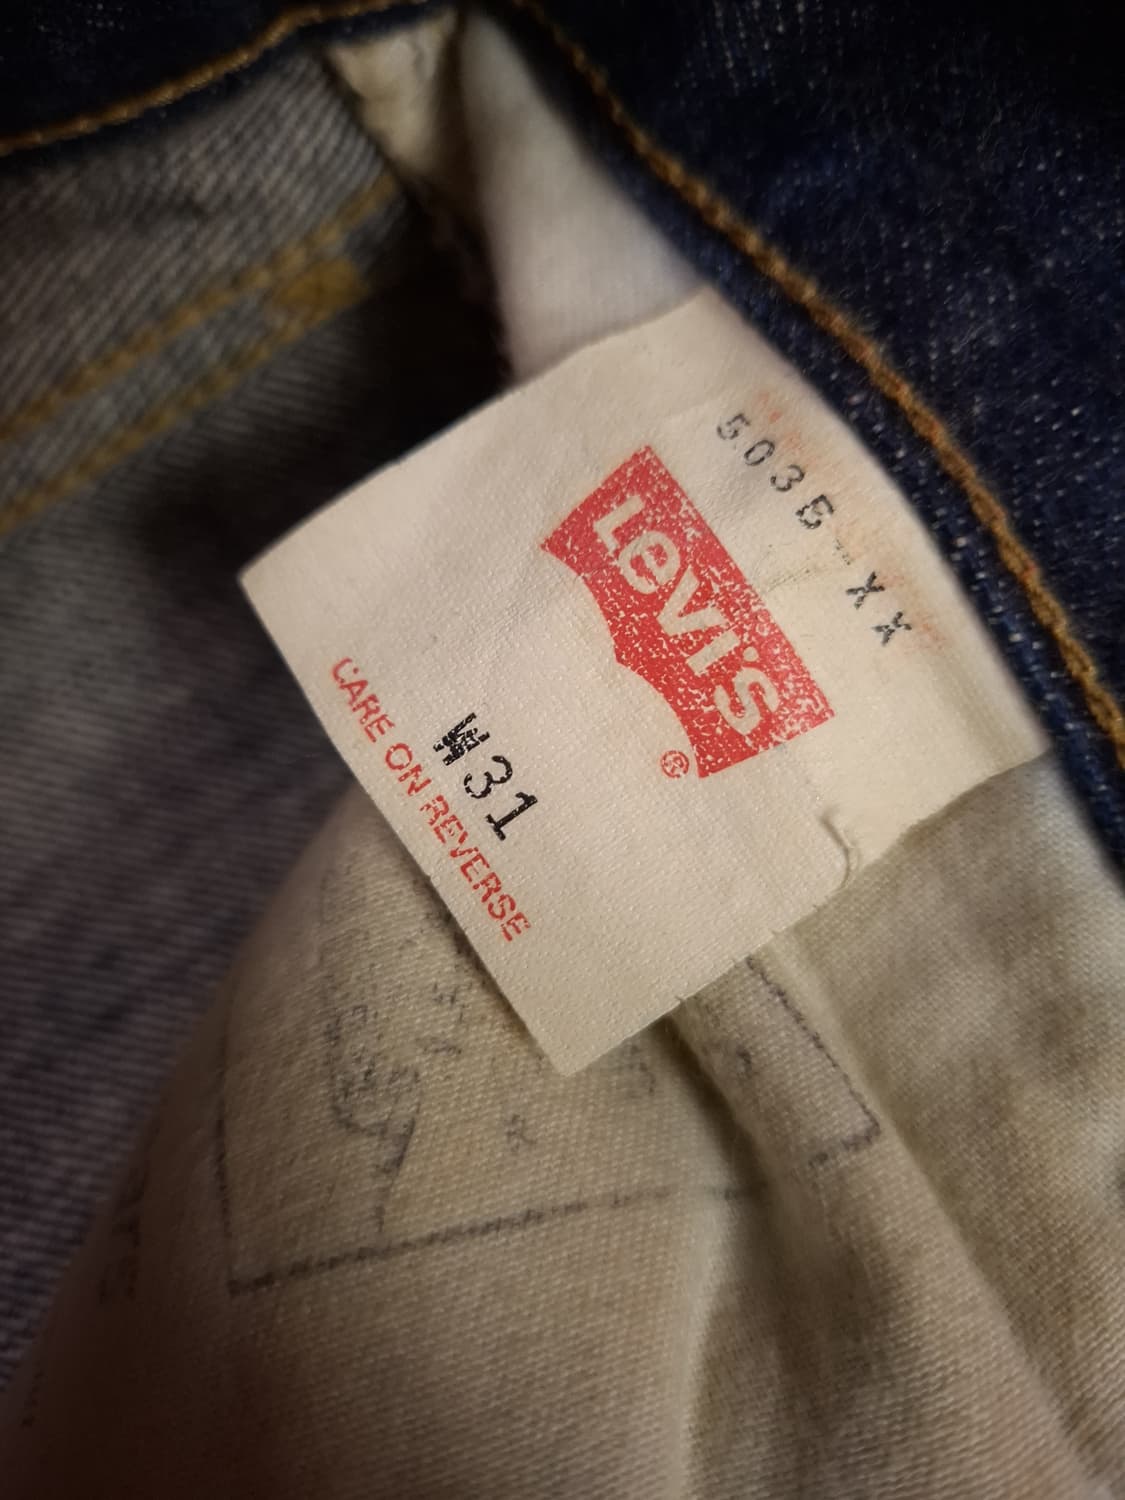 503B-XX
Levi's®
W31
CARE ON REVERSE